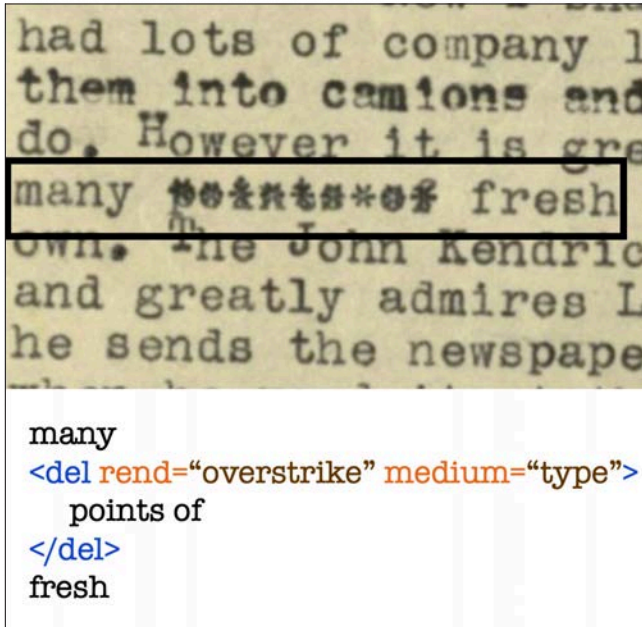 had lots of company
them into camions and
do. However it is gre
many points of fresh
own. The John Kendric
and greatly admires L
he sends the newspape
many
<del rend=“overstrike” medium=“type”>
points of
</del>
fresh